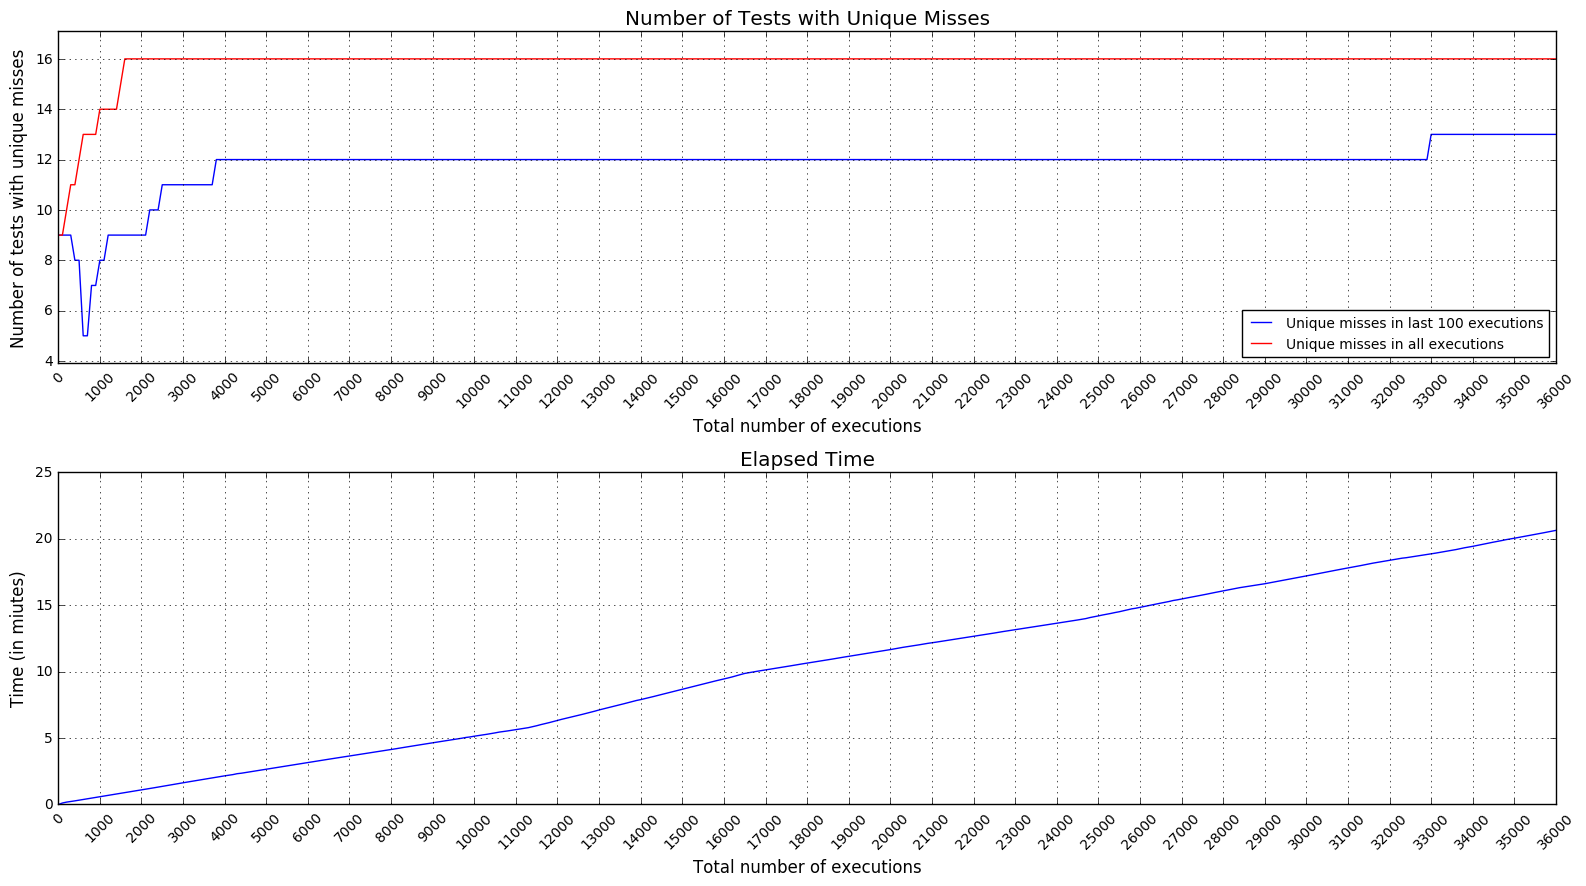 Number of Tests with Unique Misses
Number of tests with unique misses
16
14
12
10
8
6
4
Unique misses in last 100 executions
Unique misses in all executions
0 1000 2000 3000 4000 5000 6000 7000 8000 9000 10000 11000 12000 13000 14000 15000 16000 17000 18000 19000 20000 21000 22000 23000 24000 25000 26000 27000 28000 29000 30000 31000 32000 33000 34000 35000 36000
Total number of executions
Elapsed Time
Time (in miutes)
25
20
15
10
5
0
0 1000 2000 3000 4000 5000 6000 7000 8000 9000 10000 11000 12000 13000 14000 15000 16000 17000 18000 19000 20000 21000 22000 23000 24000 25000 26000 27000 28000 29000 30000 31000 32000 33000 34000 35000 36000
Total number of executions